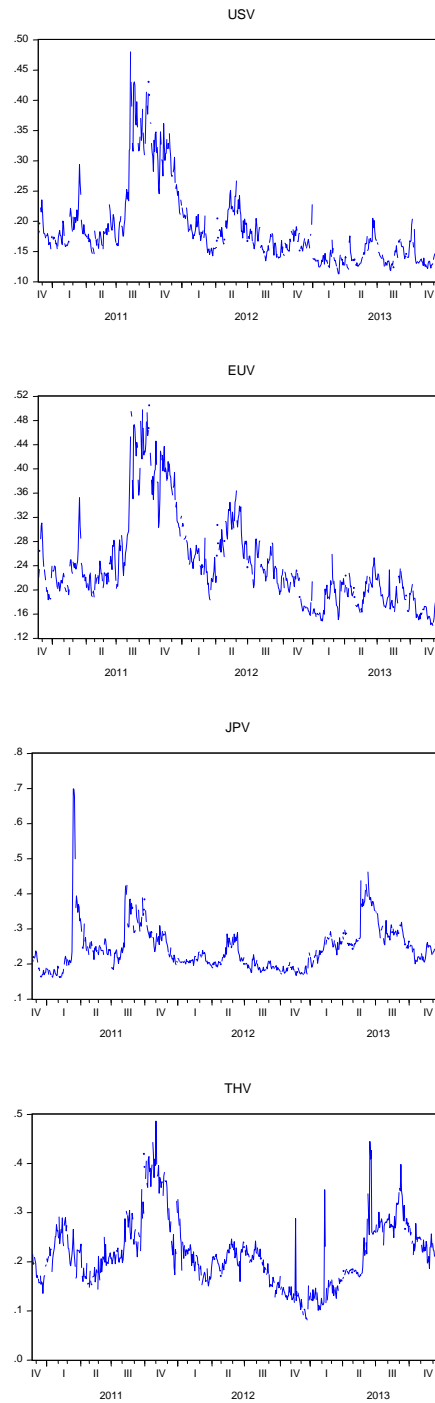 USV
.50
.45
.40
.35
.30
.25
.20
.15
.10
IV I II III IV I II III IV I II III IV
2011 2012 2013
EUV
.52
.48
.44
.40
.36
.32
.28
.24
.20
.16
.12
IV I II III IV I II III IV I II III IV
2011 2012 2013
JPV
.8
.7
.6
.5
.4
.3
.2
.1
IV I II III IV I II III IV I II III IV
2011 2012 2013
THV
.5
.4
.3
.2
.1
.0
IV I II III IV I II III IV I II III IV
2011 2012 2013